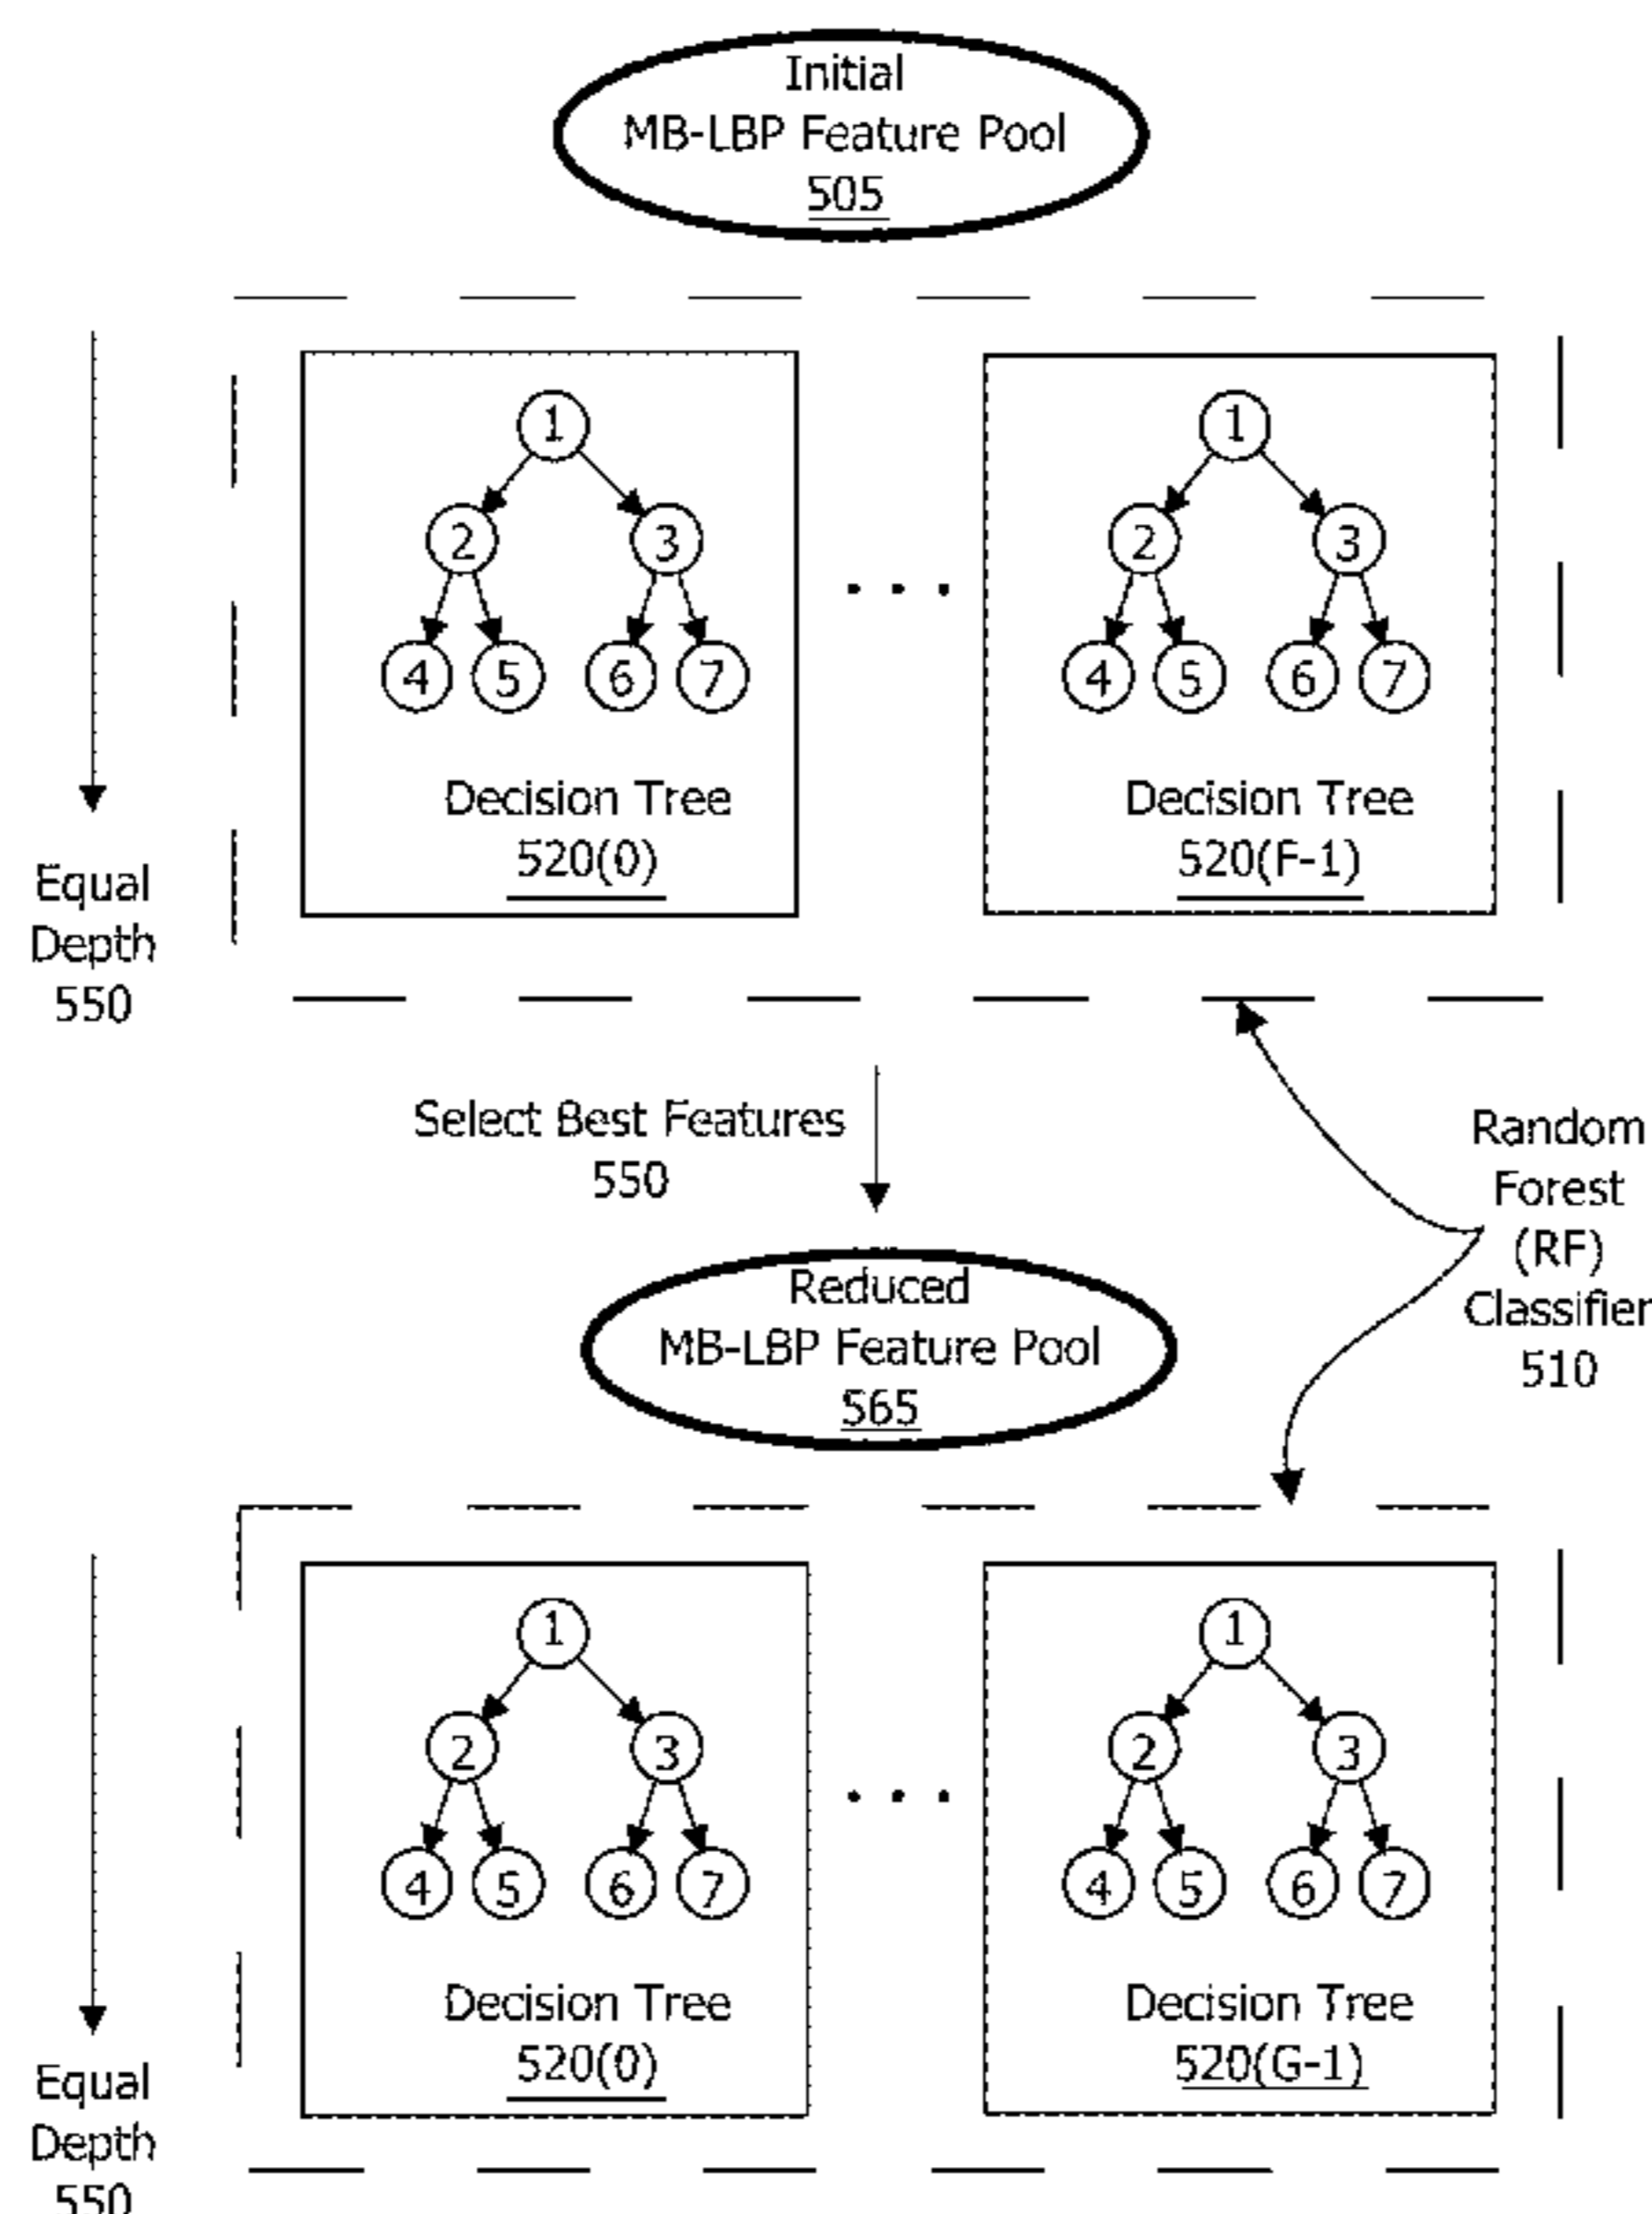 Initial
MB-LBP Feature Pool
505
1
1
2
3
2
3
4
5
6
7
4
5
6
7
Decision Tree
520(0)
Decision Tree
520(F-1)
Equal
Depth
550
Select Best Features
550
Random
Forest
(RF)
Classifier
510
Reduced
MB-LBP Feature Pool
565
1
1
2
3
2
3
4
5
6
7
4
5
6
7
Decision Tree
520(0)
Decision Tree
520(G-1)
Equal
Depth
550